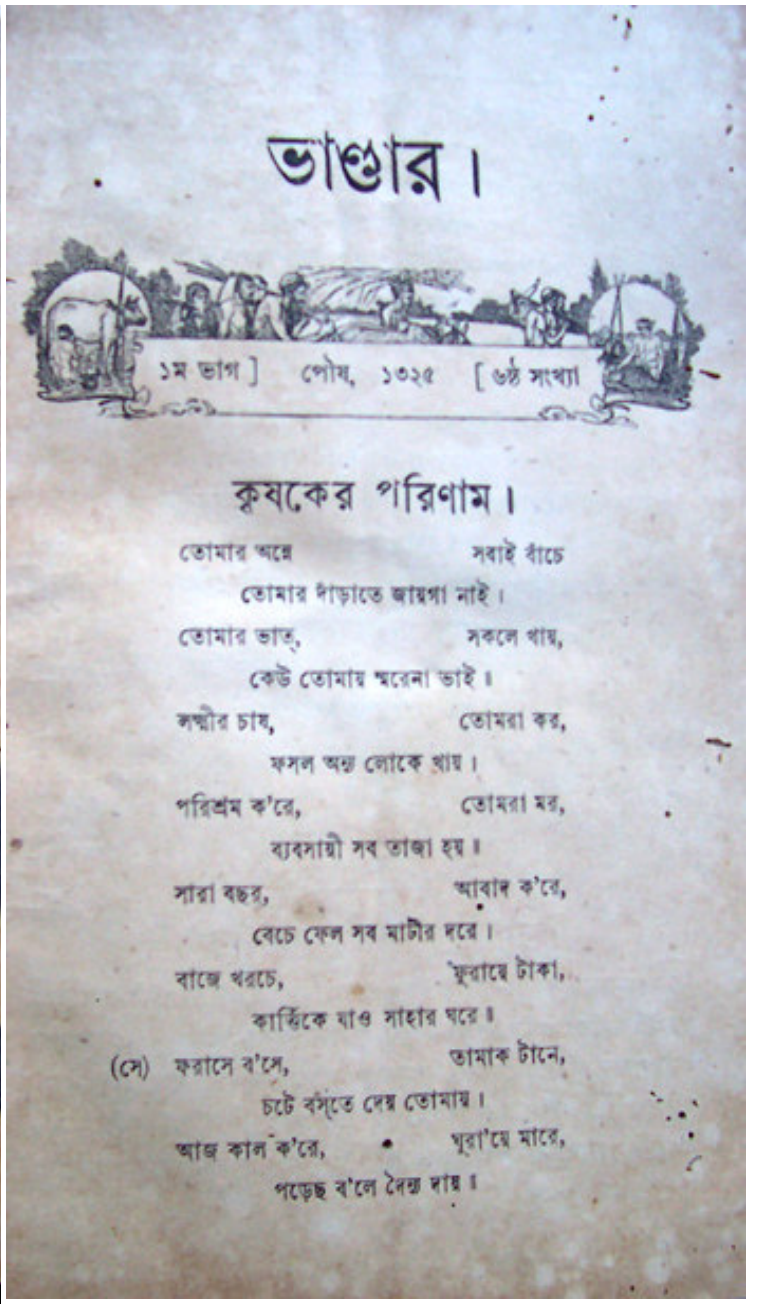 ভাণ্ডার।
১ম ভাগ ] পৌষ, ১৩২৫ [ ৬ষ্ঠ সংখ্যা
কৃষকের পরিণাম।
তোমার অন্নে সবাই বাঁচে
তোমার দাঁড়াতে জায়গা নাই।
তোমার ভাত্, সকলে খায়,
কেউ তোমায় স্মরেনা ভাই॥
লক্ষ্মীর চাষ, তোমরা কর,
ফসল অন্য লোকে খায়।
পরিশ্রম ক'রে, তোমরা মর,
ব্যবসায়ী সব তাজা হয়॥
সারা বছর, আবাদ ক'রে,
বেচে ফেল সব মাটীর দরে।
বাজে খরচে, ফুরায়ে টাকা,
কার্ত্তিকে যাও সাহার ঘরে॥
(সে) ফরাসে ব'সে, তামাক টানে,
চটে বস্‌তে দেয় তোমায়।
আজ কাল ক'রে, ঘূরা'য়ে মারে,
পড়েছ ব'লে দৈন্য দায়॥